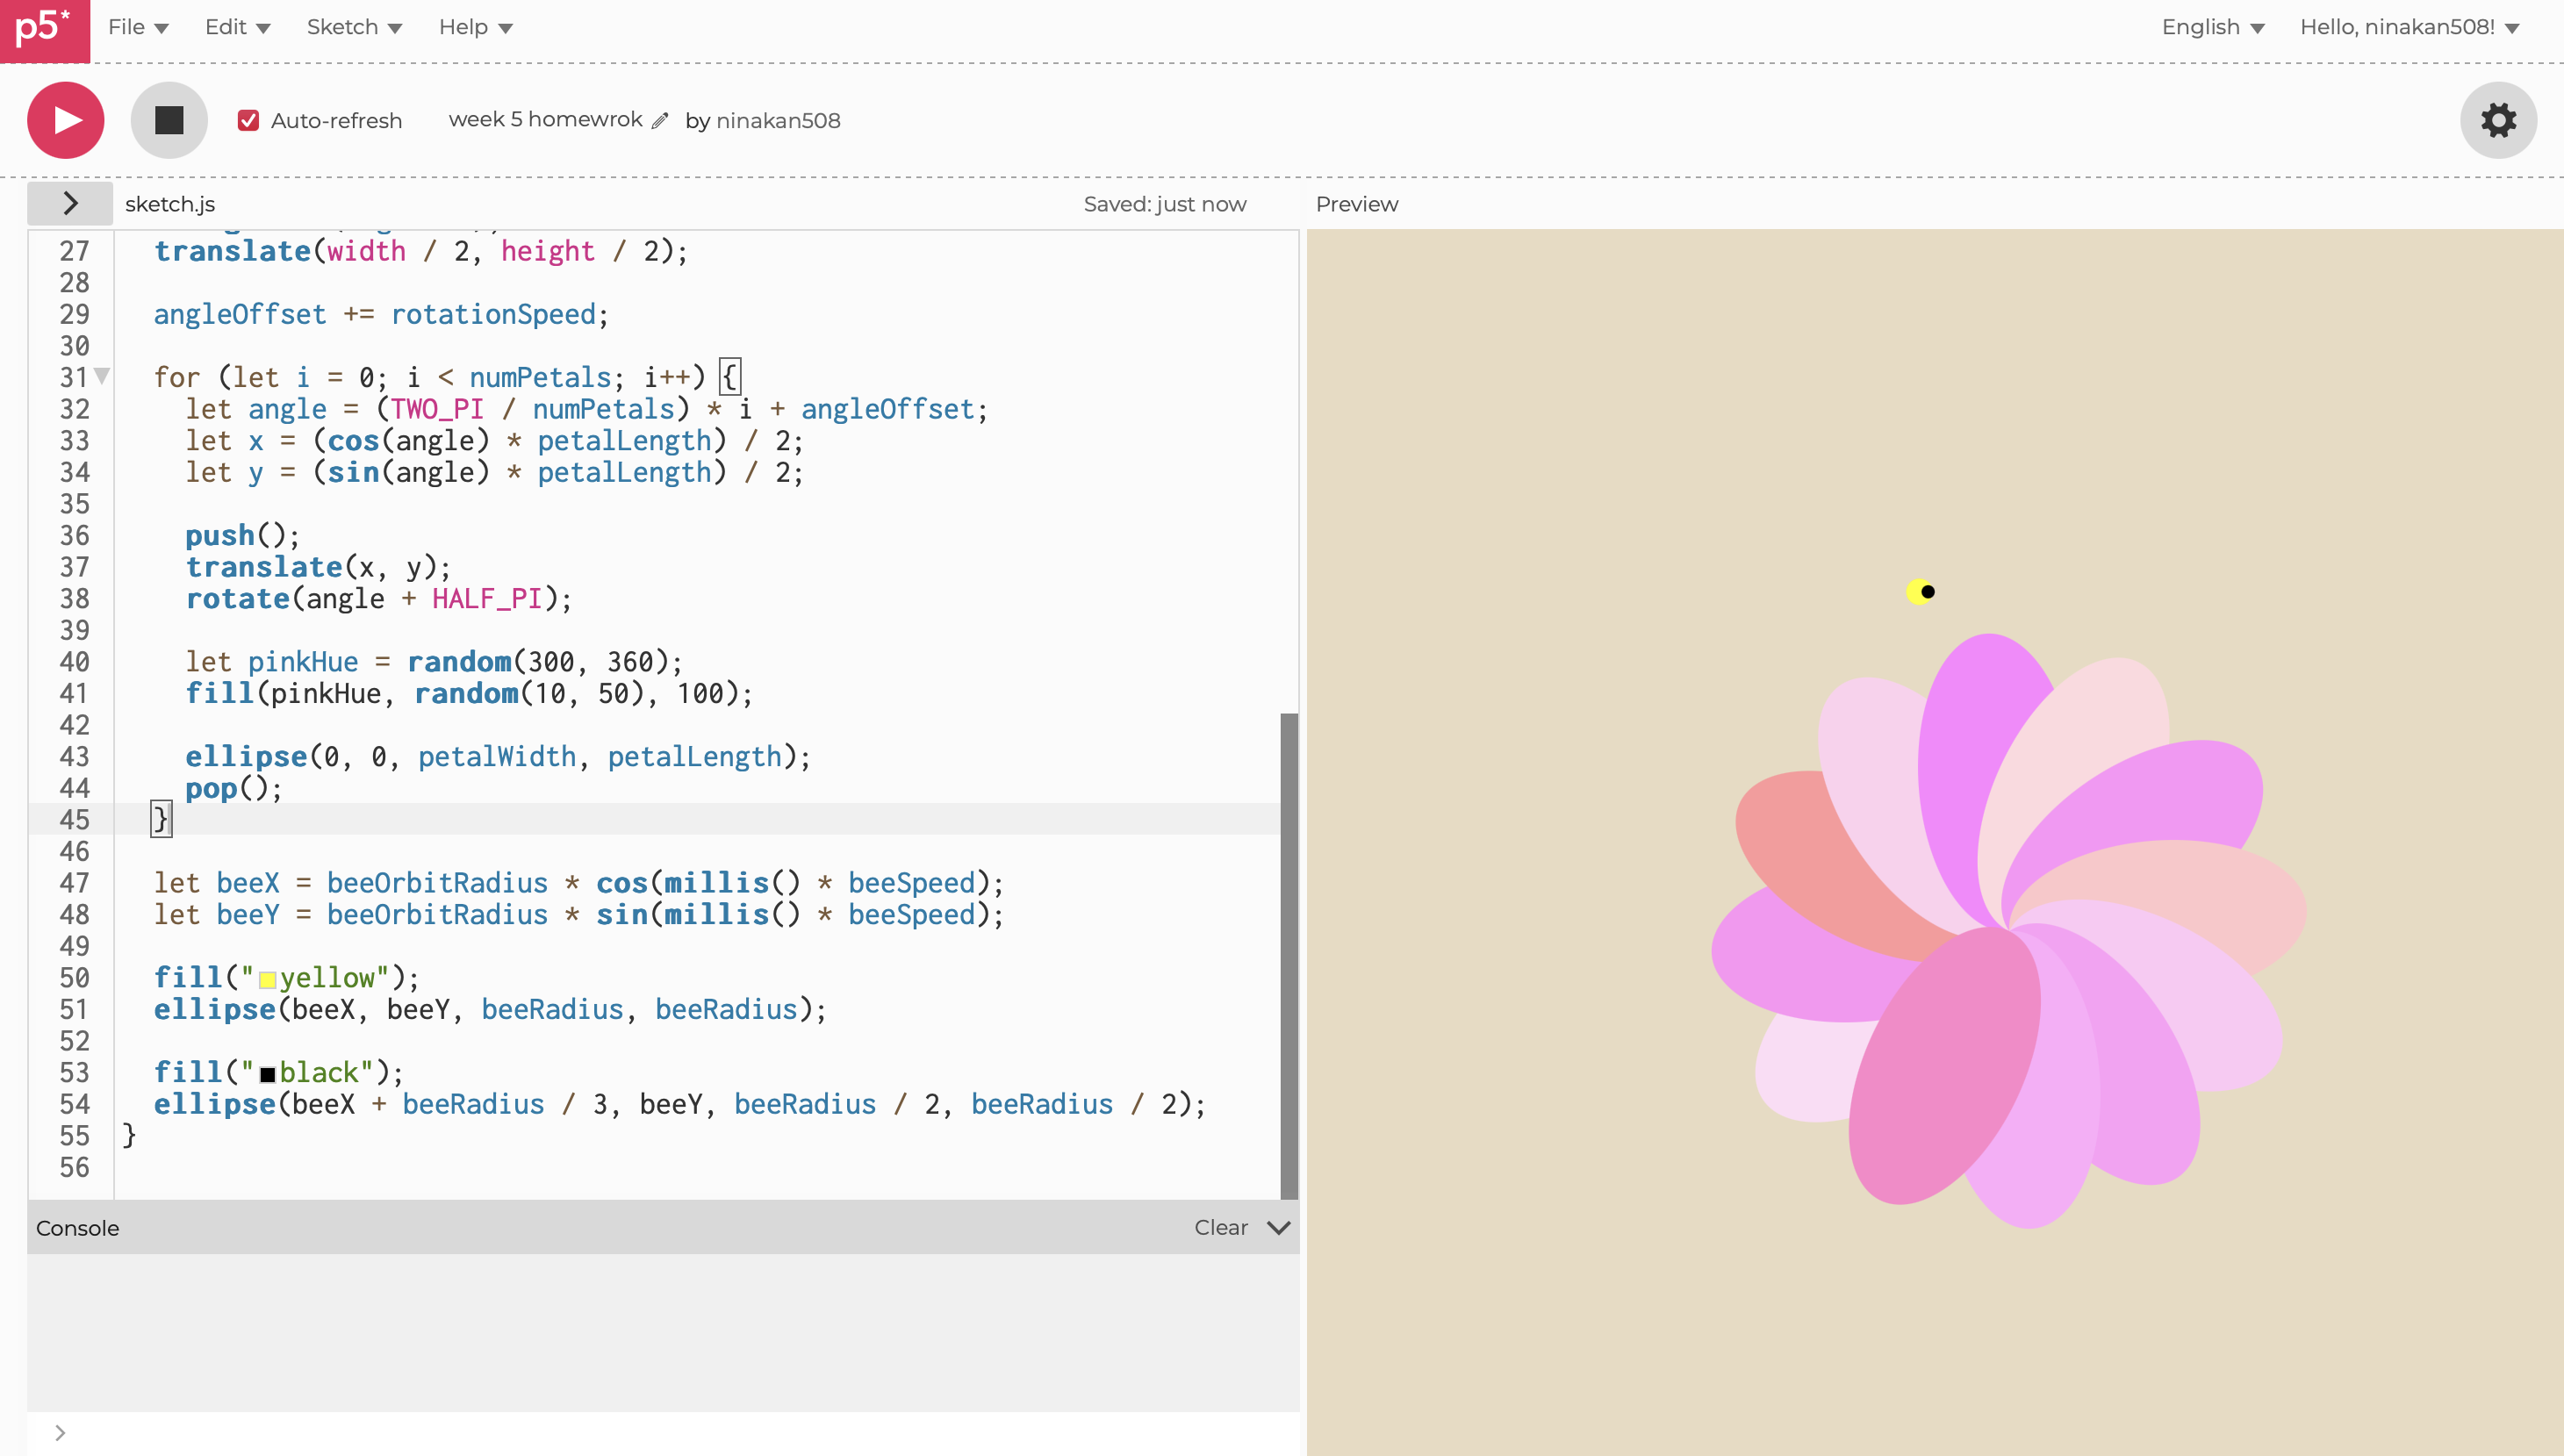 p5*
File Edit Sketch Help English Hello, ninakan508!
Auto-refresh week 5 homewrok by ninakan508
sketch.js Saved: just now Preview
27 translate(width / 2, height / 2);
28
29 angleOffset += rotationSpeed;
30
31 for (let i = 0; i < numPetals; i++) {
32 let angle = (TWO_PI / numPetals) * i + angleOffset;
33 let x = (cos(angle) * petalLength) / 2;
34 let y = (sin(angle) * petalLength) / 2;
35
36 push();
37 translate(x, y);
38 rotate(angle + HALF_PI);
39
40 let pinkHue = random(300, 360);
41 fill(pinkHue, random(10, 50), 100);
42
43 ellipse(0, 0, petalWidth, petalLength);
44 pop();
45 }
46
47 let beeX = beeOrbitRadius * cos(millis() * beeSpeed);
48 let beeY = beeOrbitRadius * sin(millis() * beeSpeed);
49
50 fill("yellow");
51 ellipse(beeX, beeY, beeRadius, beeRadius);
52
53 fill("black");
54 ellipse(beeX + beeRadius / 3, beeY, beeRadius / 2, beeRadius / 2);
55 }
56
Console Clear
>